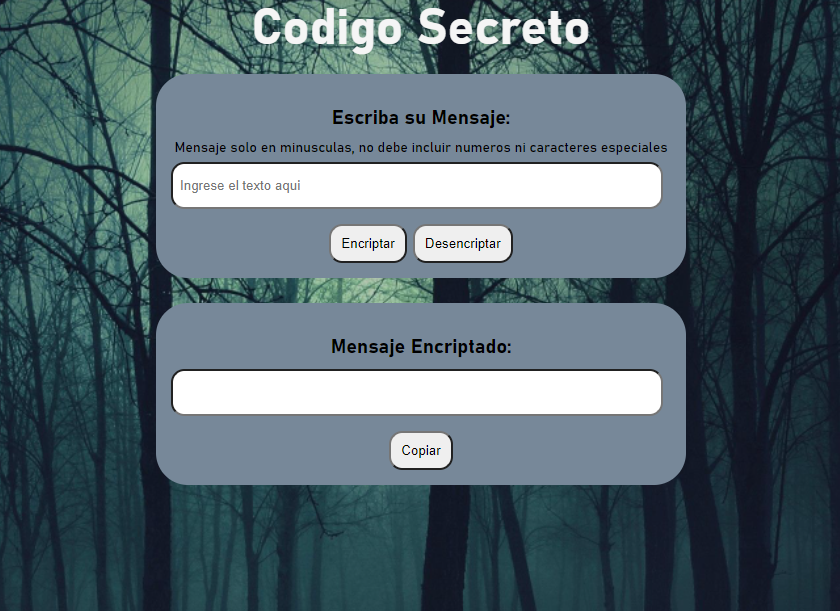 Codigo Secreto
Escriba su Mensaje:
Mensaje solo en minusculas, no debe incluir numeros ni caracteres especiales
Ingrese el texto aqui
Encriptar Desencriptar
Mensaje Encriptado:
Copiar